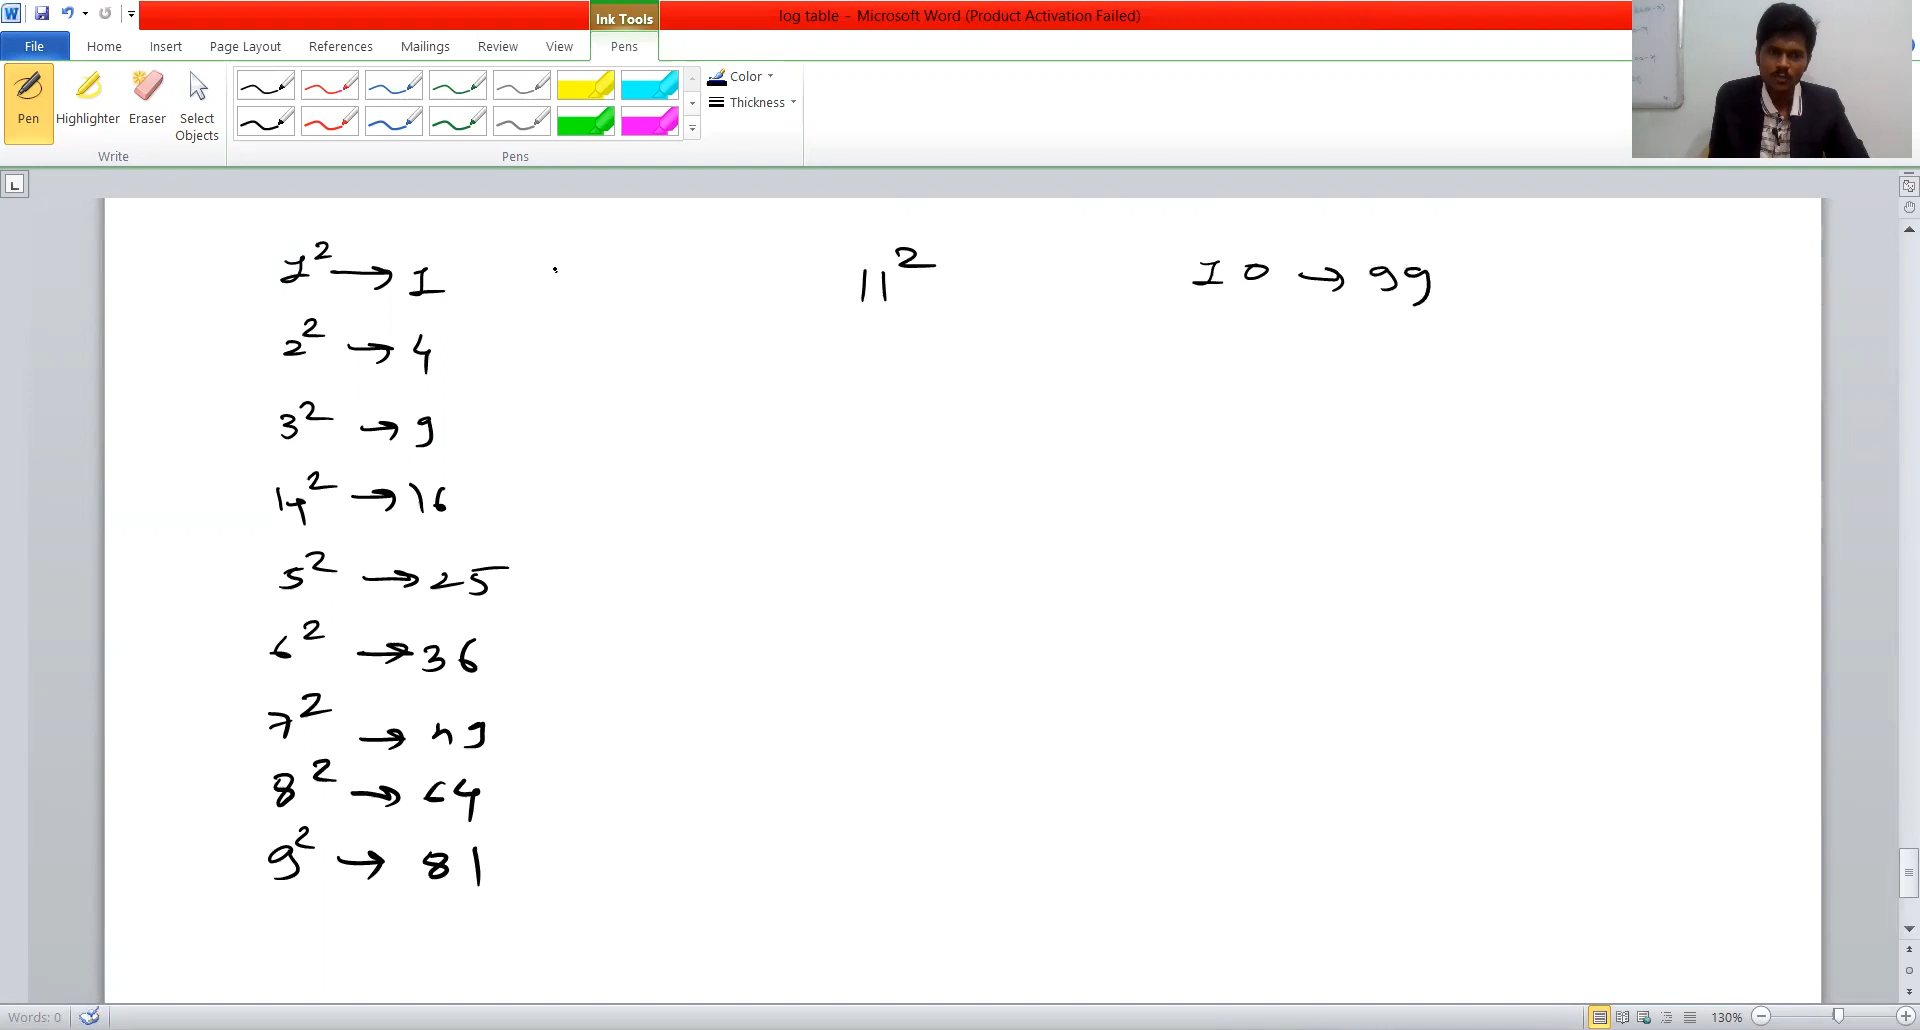 log table - Microsoft Word (Product Activation Failed)
Ink Tools
File Home Insert Page Layout References Mailings Review View Pens
Pen Highlighter Eraser Select Objects
Color
Thickness
Write Pens
1² → 1 11² 10 → 99
2² → 4
3² → 9
4² → 16
5² → 25
6² → 36
7² → 49
8² → 64
9² → 81
Words: 0 130%